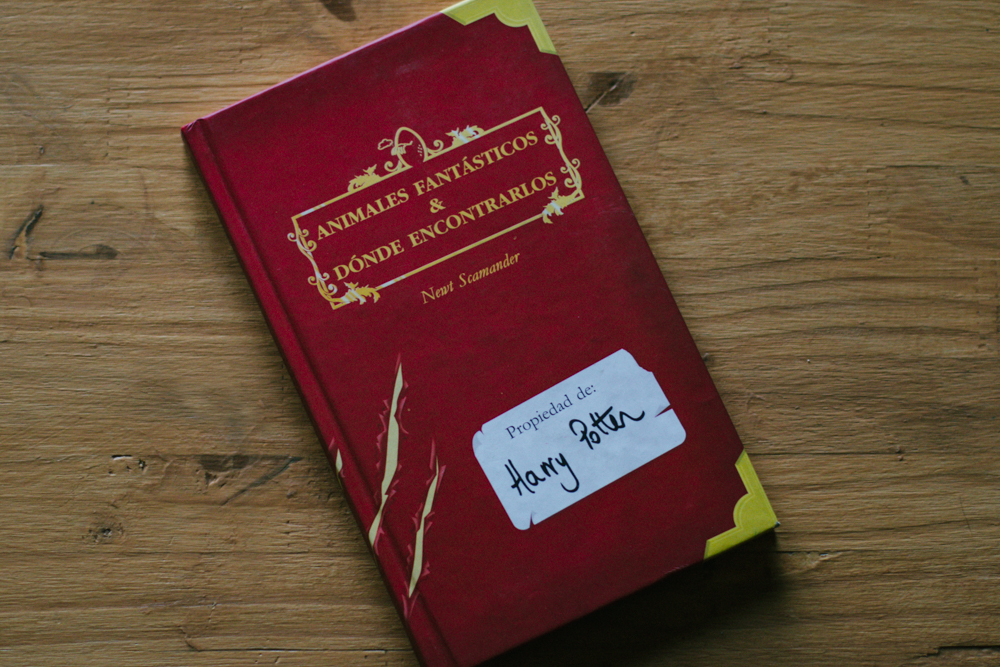 ANIMALES FANTÁSTICOS
&
DÓNDE ENCONTRARLOS
Newt Scamander
Propiedad de:
Harry Potter